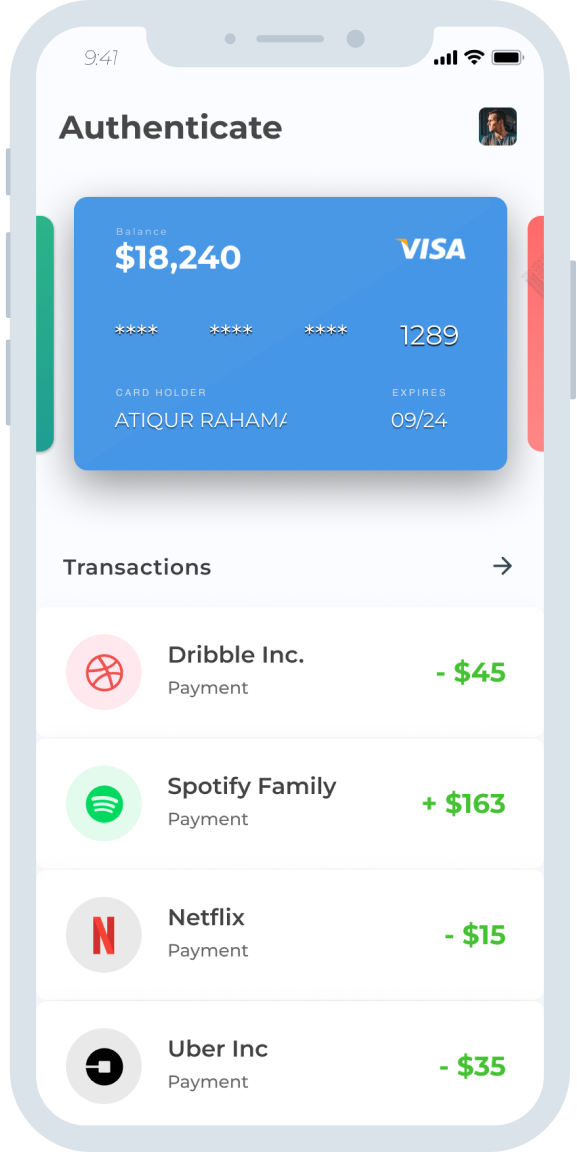 9:41
Authenticate
Balance
$18,240
VISA
**** **** **** 1289
CARD HOLDER EXPIRES
ATIQUR RAHAMA 09/24
Transactions
Dribble Inc.
Payment
- $45
Spotify Family
Payment
+ $163
N
Netflix
Payment
- $15
Uber Inc
Payment
- $35